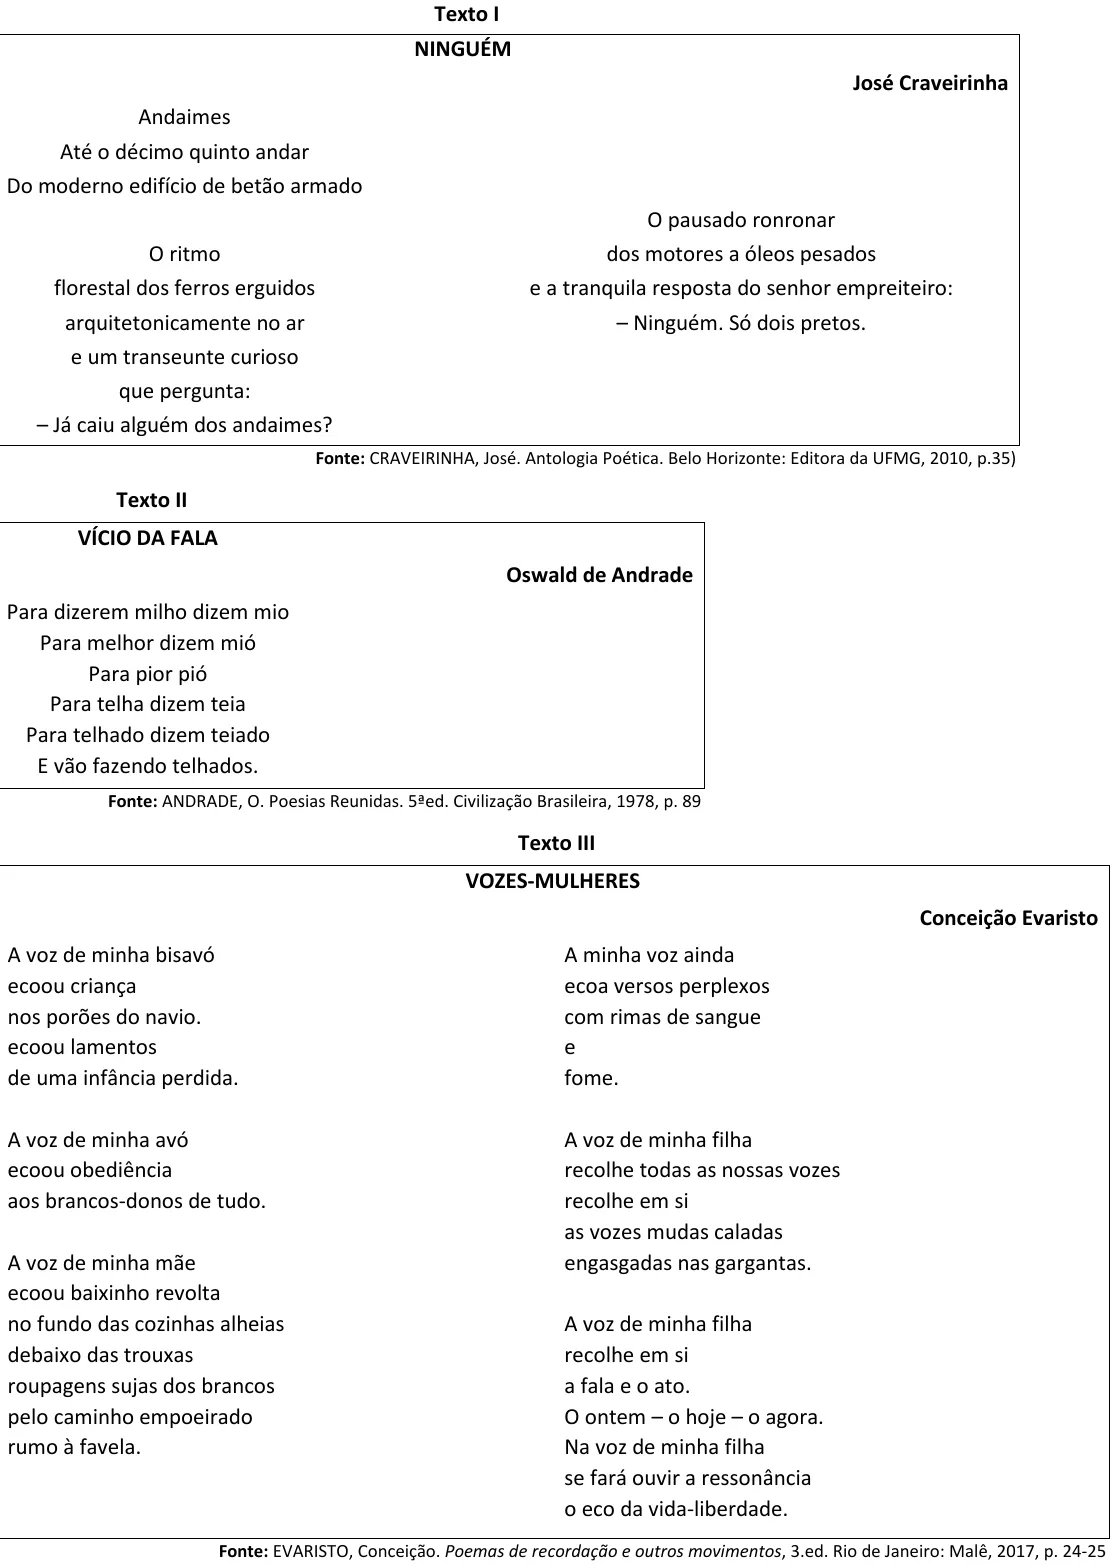 Texto I
NINGUÉM
José Craveirinha
Andaimes
Até o décimo quinto andar
Do moderno edifício de betão armado
O ritmo
florestal dos ferros erguidos
arquitetonicamente no ar
e um transeunte curioso
que pergunta:
– Já caiu alguém dos andaimes?
O pausado ronronar
dos motores a óleos pesados
e a tranquila resposta do senhor empreiteiro:
– Ninguém. Só dois pretos.
Fonte: CRAVEIRINHA, José. Antologia Poética. Belo Horizonte: Editora da UFMG, 2010, p.35)
Texto II
VÍCIO DA FALA
Oswald de Andrade
Para dizerem milho dizem mio
Para melhor dizem mió
Para pior pió
Para telha dizem teia
Para telhado dizem teiado
E vão fazendo telhados.
Fonte: ANDRADE, O. Poesias Reunidas. 5ªed. Civilização Brasileira, 1978, p. 89
Texto III
VOZES-MULHERES
Conceição Evaristo
A voz de minha bisavó
ecoou criança
nos porões do navio.
ecoou lamentos
de uma infância perdida.
A voz de minha avó
ecoou obediência
aos brancos-donos de tudo.
A voz de minha mãe
ecoou baixinho revolta
no fundo das cozinhas alheias
debaixo das trouxas
roupagens sujas dos brancos
pelo caminho empoeirado
rumo à favela.
A minha voz ainda
ecoa versos perplexos
com rimas de sangue
e
fome.
A voz de minha filha
recolhe todas as nossas vozes
recolhe em si
as vozes mudas caladas
engasgadas nas gargantas.
A voz de minha filha
recolhe em si
a fala e o ato.
O ontem – o hoje – o agora.
Na voz de minha filha
se fará ouvir a ressonância
o eco da vida-liberdade.
Fonte: EVARISTO, Conceição. Poemas de recordação e outros movimentos, 3.ed. Rio de Janeiro: Malê, 2017, p. 24-25